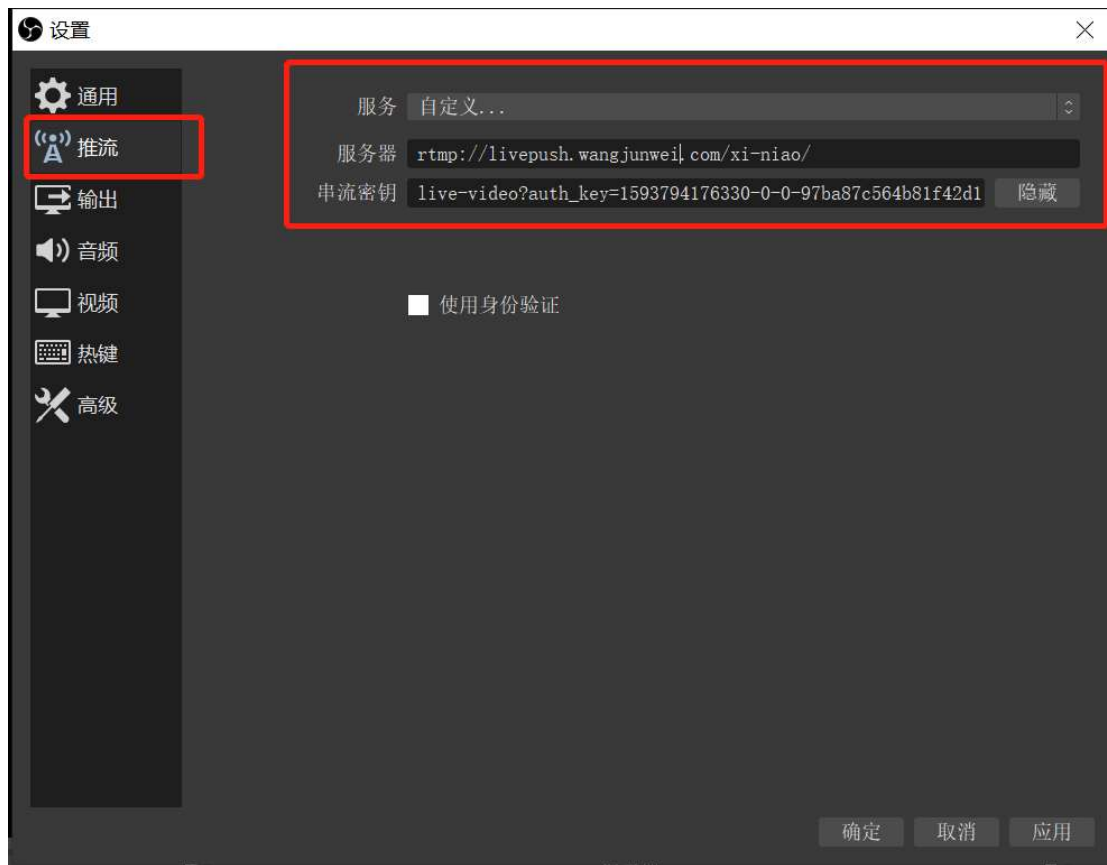 设置
通用
推流
输出
音频
视频
热键
高级
服务 自定义...
服务器 rtmp://livepush.wangjunwei.com/xi-niao/
串流密钥 live-video?auth_key=1593794176330-0-0-97ba87c564b81f42d1 隐藏
使用身份验证
确定 取消 应用